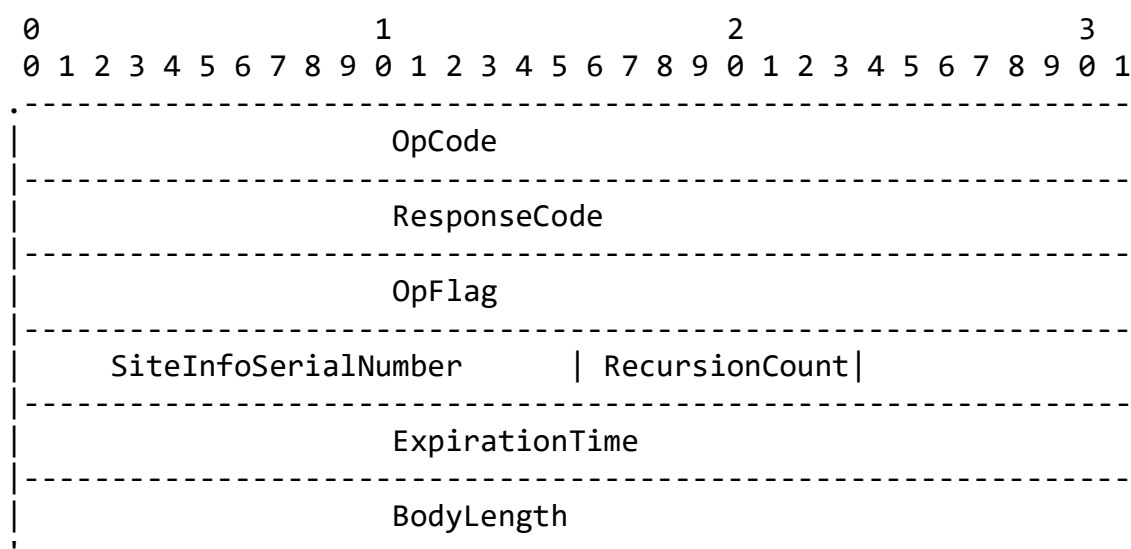 0 1 2 3
0 1 2 3 4 5 6 7 8 9 0 1 2 3 4 5 6 7 8 9 0 1 2 3 4 5 6 7 8 9 0 1
.---------------------------------------------------------------
| OpCode
|---------------------------------------------------------------
| ResponseCode
|---------------------------------------------------------------
| OpFlag
|---------------------------------------------------------------
| SiteInfoSerialNumber | RecursionCount|
|---------------------------------------------------------------
| ExpirationTime
|---------------------------------------------------------------
| BodyLength
'